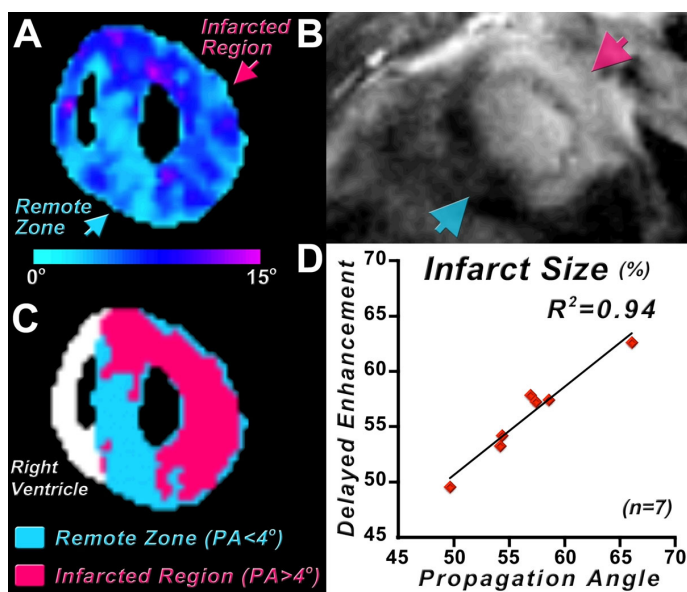 A
Infarcted
Region
Remote
Zone
0°
15°
B
C
Right
Ventricle
Remote Zone (PA<4°)
Infarcted Region (PA>4°)
D
Infarct Size (%)
R²=0.94
(n=7)
Delayed Enhancement
70
65
60
55
50
45
45
50
55
60
65
70
Propagation Angle